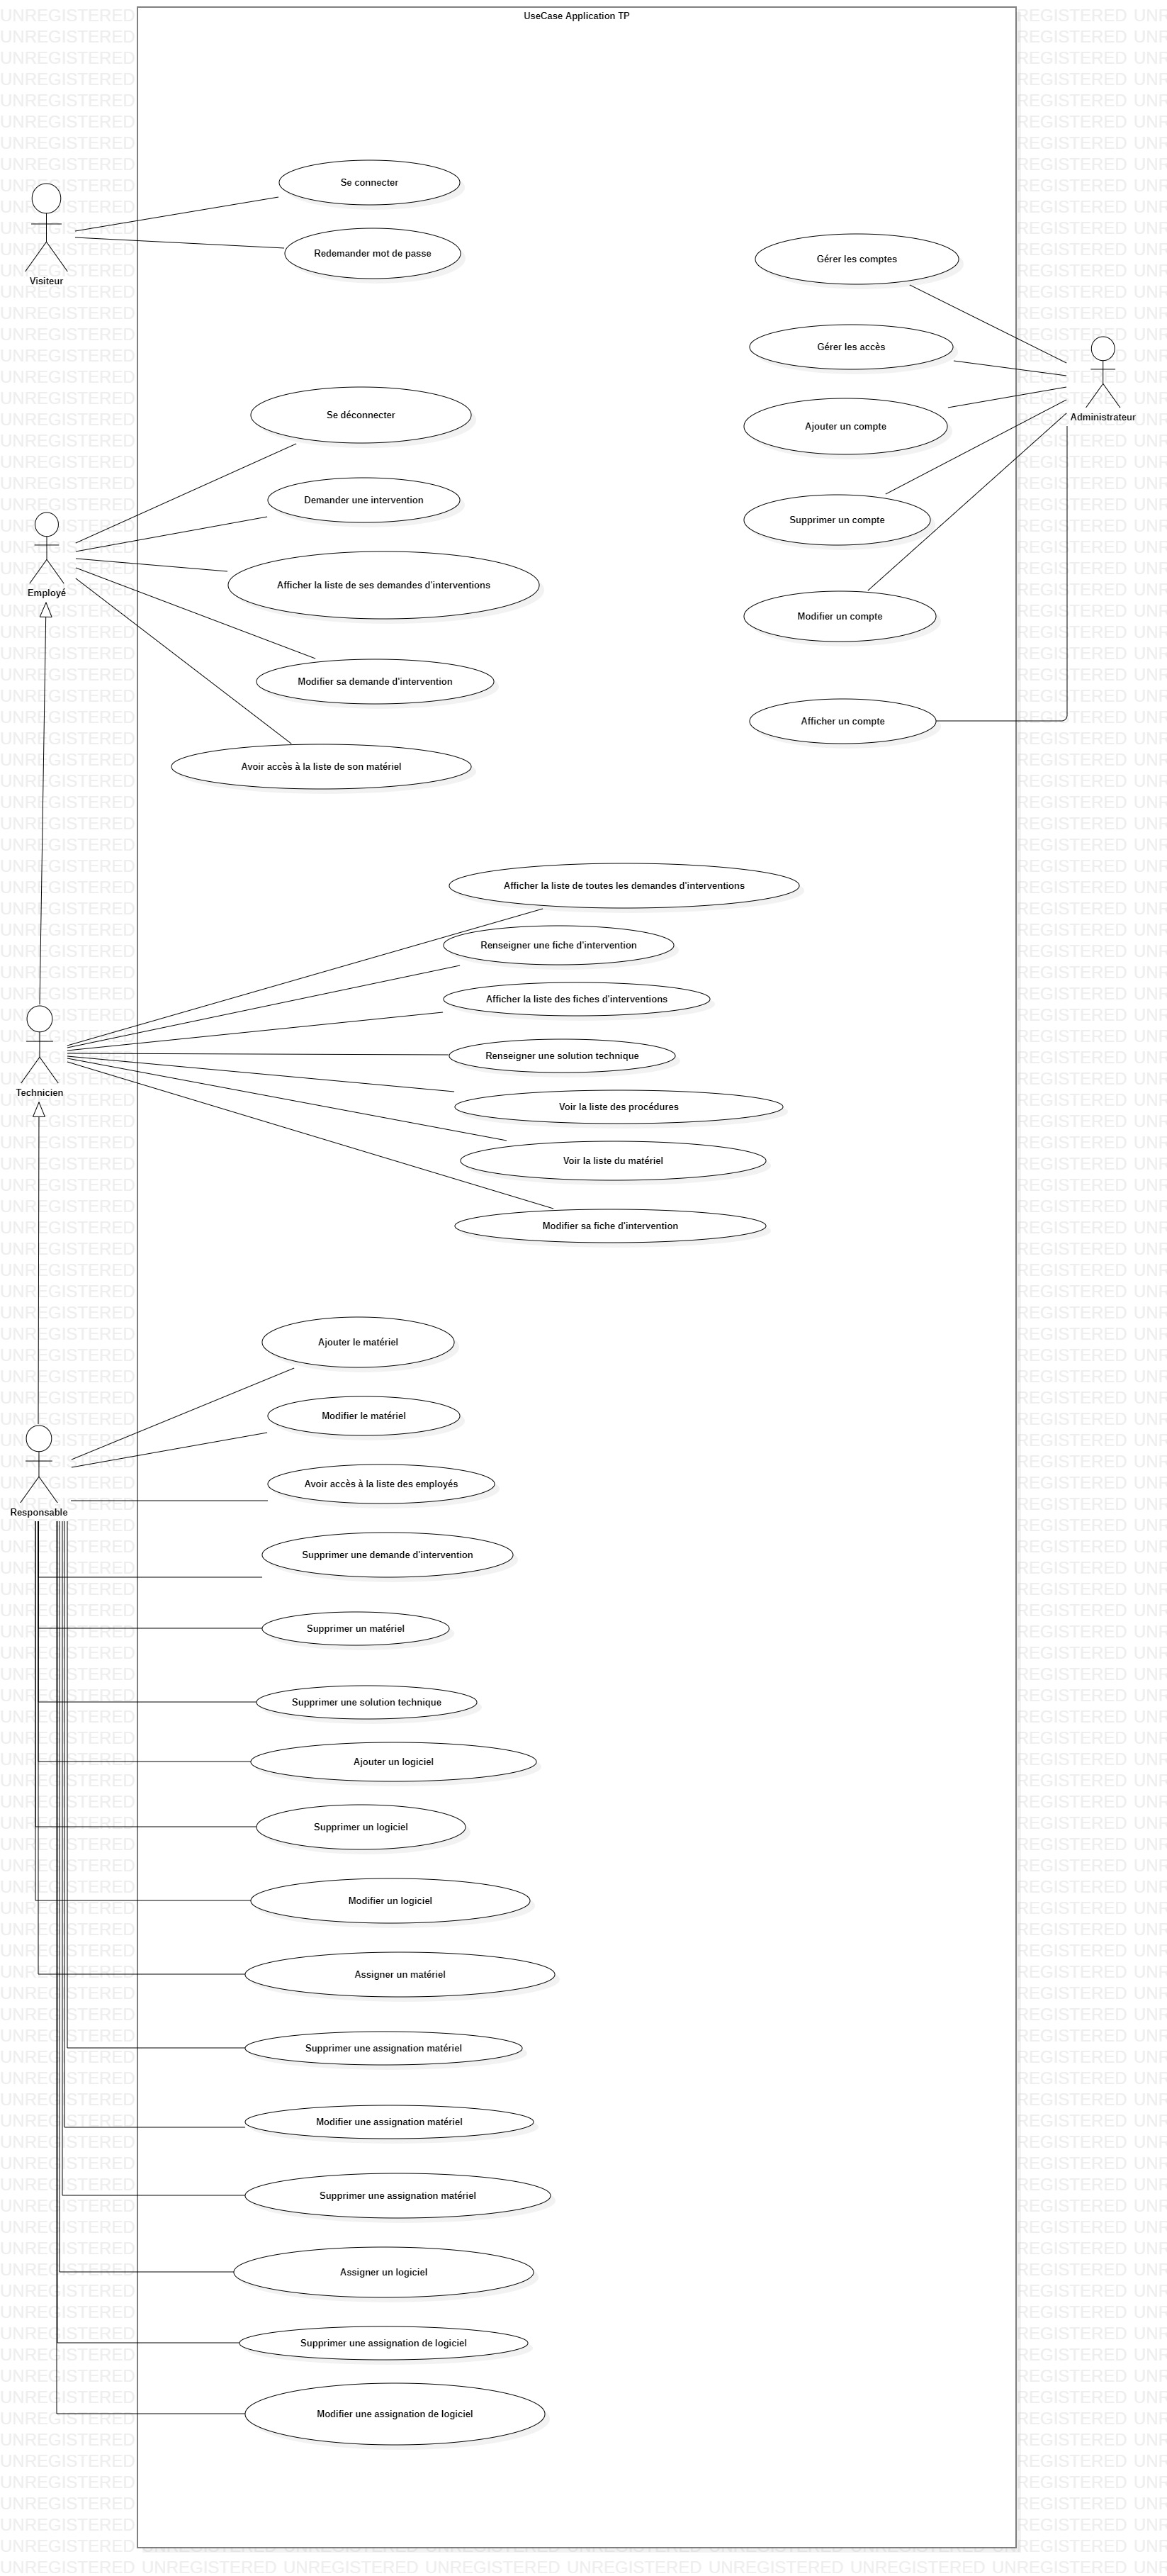 UseCase Application TP
Se connecter
Redemander mot de passe
Visiteur
Gérer les comptes
Gérer les accès
Administrateur
Ajouter un compte
Se déconnecter
Demander une intervention
Supprimer un compte
Afficher la liste de ses demandes d'interventions
Employé
Modifier un compte
Modifier sa demande d'intervention
Afficher un compte
Avoir accès à la liste de son matériel
Afficher la liste de toutes les demandes d'interventions
Renseigner une fiche d'intervention
Afficher la liste des fiches d'interventions
Renseigner une solution technique
Technicien
Voir la liste des procédures
Voir la liste du matériel
Modifier sa fiche d'intervention
Ajouter le matériel
Modifier le matériel
Avoir accès à la liste des employés
Responsable
Supprimer une demande d'intervention
Supprimer un matériel
Supprimer une solution technique
Ajouter un logiciel
Supprimer un logiciel
Modifier un logiciel
Assigner un matériel
Supprimer une assignation matériel
Modifier une assignation matériel
Supprimer une assignation matériel
Assigner un logiciel
Supprimer une assignation de logiciel
Modifier une assignation de logiciel
UNREGISTERED UNREGISTERED UNREGISTERED UNREGISTERED UNREGISTERED UNREGISTERED UNREGISTERED UNREGISTERED